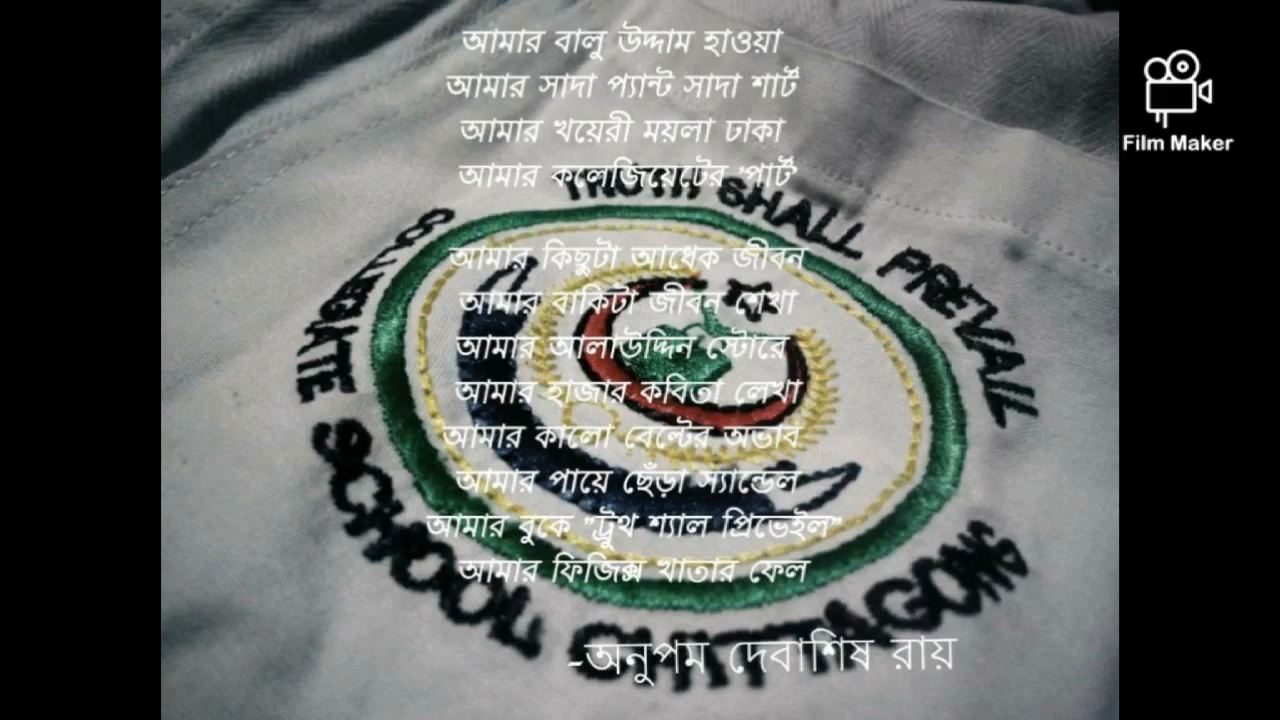 আমার বালু উদ্দাম হাওয়া
আমার সাদা প্যান্ট সাদা শার্ট
আমার খয়েরী ময়লা ঢাকা
আমার কলেজিয়েটের 'পার্ট'
আমার কিছুটা আধেক জীবন
আমার বাকিটা জীবন শেখা
আমার আলাউদ্দিন স্টোরে
আমার হাজার কবিতা লেখা
আমার কালো বেল্টের অভাব
আমার পায়ে ছেঁড়া স্যান্ডেল
আমার বুকে "ট্রুথ শ্যাল প্রিভেইল"
আমার ফিজিক্স খাতার ফেল
-অনুপম দেবাশিষ রায়
TRUTH SHALL PREVAIL
COLLEGIATE SCHOOL CHITTAGONG
Film Maker